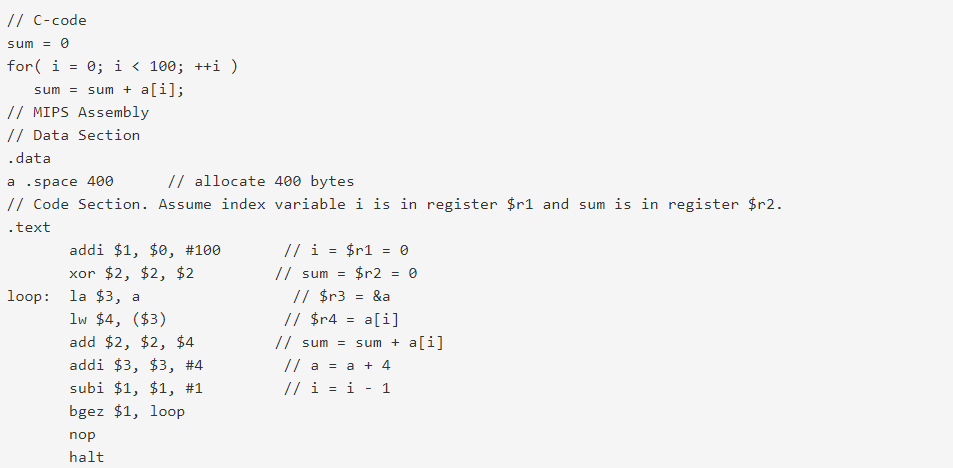 // C-code
sum = 0
for( i = 0; i < 100; ++i )
sum = sum + a[i];
// MIPS Assembly
// Data Section
.data
a .space 400 // allocate 400 bytes
// Code Section. Assume index variable i is in register $r1 and sum is in register $r2.
.text
addi $1, $0, #100 // i = $r1 = 0
xor $2, $2, $2 // sum = $r2 = 0
loop: la $3, a // $r3 = &a
lw $4, ($3) // $r4 = a[i]
add $2, $2, $4 // sum = sum + a[i]
addi $3, $3, #4 // a = a + 4
subi $1, $1, #1 // i = i - 1
bgez $1, loop
nop
halt